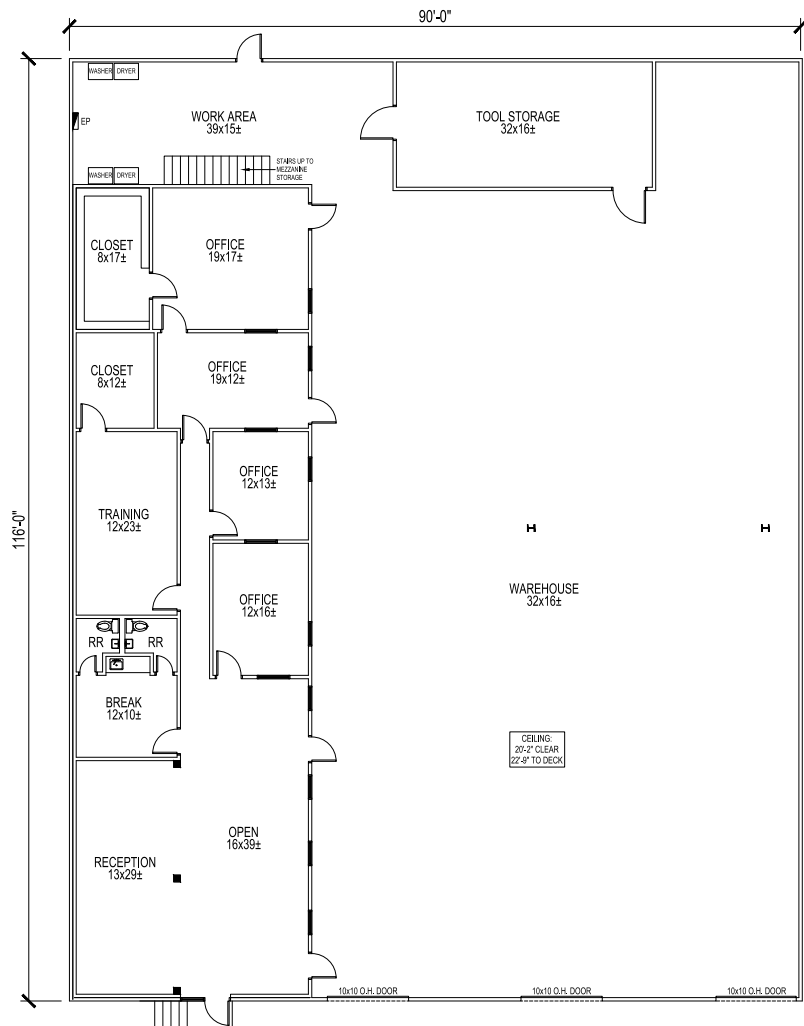 90'-0"
WASHER DRYER
EP
WORK AREA
39x15±
TOOL STORAGE
32x16±
STAIRS UP TO
MEZZANINE
STORAGE
WASHER DRYER
CLOSET
8x17±
OFFICE
19x17±
CLOSET
8x12±
OFFICE
19x12±
OFFICE
12x13±
TRAINING
12x23±
116'-0"
WAREHOUSE
32x16±
OFFICE
12x16±
RR
RR
BREAK
12x10±
CEILING:
20'-2" CLEAR
22'-9" TO DECK
OPEN
16x39±
RECEPTION
13x29±
10x10 O.H. DOOR
10x10 O.H. DOOR
10x10 O.H. DOOR